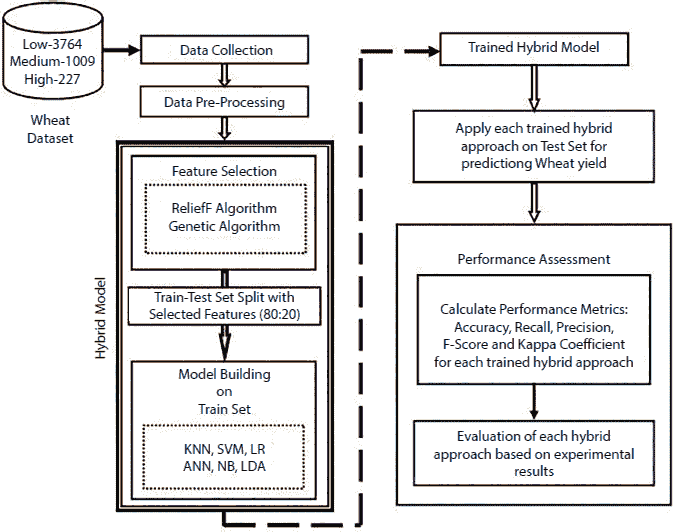 Low-3764
Medium-1009
High-227
Wheat
Dataset
Data Collection
Data Pre-Processing
Hybrid Model
Feature Selection
ReliefF Algorithm
Genetic Algorithm
Train-Test Set Split with
Selected Features (80:20)
Model Building
on
Train Set
KNN, SVM, LR
ANN, NB, LDA
Trained Hybrid Model
Apply each trained hybrid
approach on Test Set for
predictiong Wheat yield
Performance Assessment
Calculate Performance Metrics:
Accuracy, Recall, Precision,
F-Score and Kappa Coefficient
for each trained hybrid approach
Evaluation of each hybrid
approach based on experimental
results